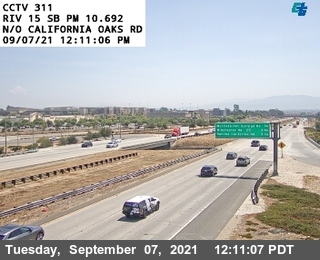 CCTV 311
RIV 15 SB PM 10.692
N/O CALIFORNIA OAKS RD
09/07/21 12:11:06 PM
Tuesday, September 07, 2021 12:11:07 PDT